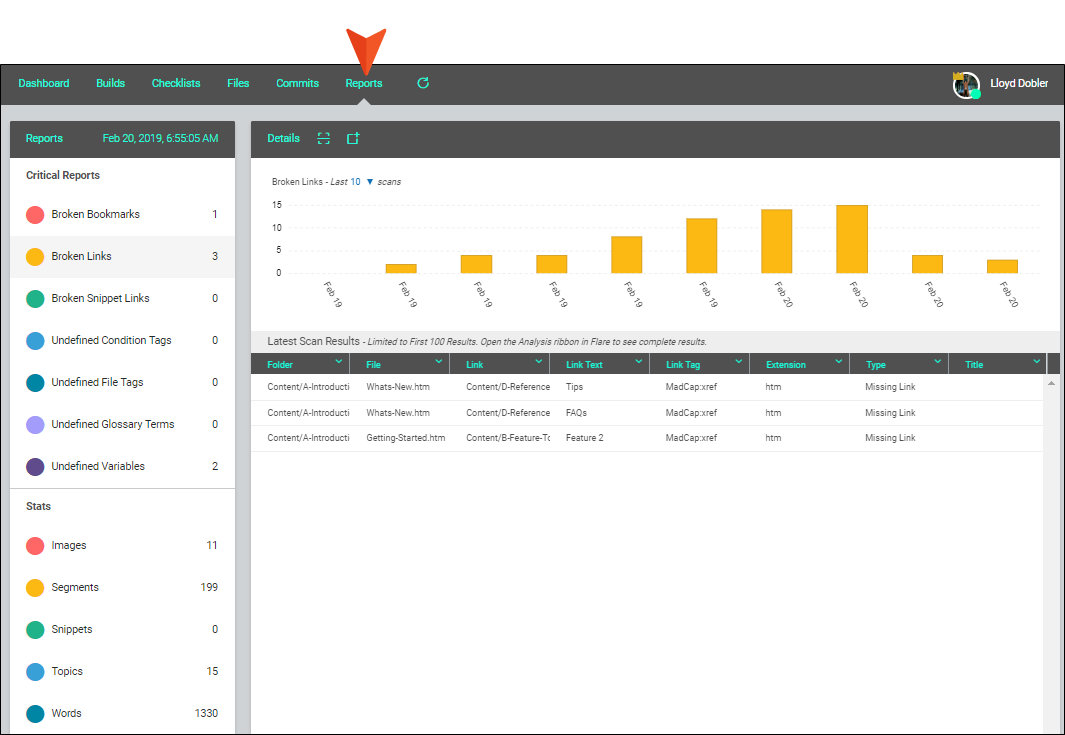 Dashboard Builds Checklists Files Commits Reports Lloyd Dobler
Reports Feb 20, 2019, 6:55:05 AM
Critical Reports
Broken Bookmarks 1
Broken Links 3
Broken Snippet Links 0
Undefined Condition Tags 0
Undefined File Tags 0
Undefined Glossary Terms 0
Undefined Variables 2
Stats
Images 11
Segments 199
Snippets 0
Topics 15
Words 1330
Details
Broken Links - Last 10 ▼ scans
15
10
5
0
Feb 19 Feb 19 Feb 19 Feb 19 Feb 19 Feb 19 Feb 20 Feb 20 Feb 20 Feb 20
Latest Scan Results - Limited to First 100 Results. Open the Analysis ribbon in Flare to see complete results.
Folder File Link Link Text Link Tag Extension Type Title
Content/A-Introducti Whats-New.htm Content/D-Reference Tips MadCap:xref htm Missing Link
Content/A-Introducti Whats-New.htm Content/D-Reference FAQs MadCap:xref htm Missing Link
Content/A-Introducti Getting-Started.htm Content/B-Feature-To Feature 2 MadCap:xref htm Missing Link